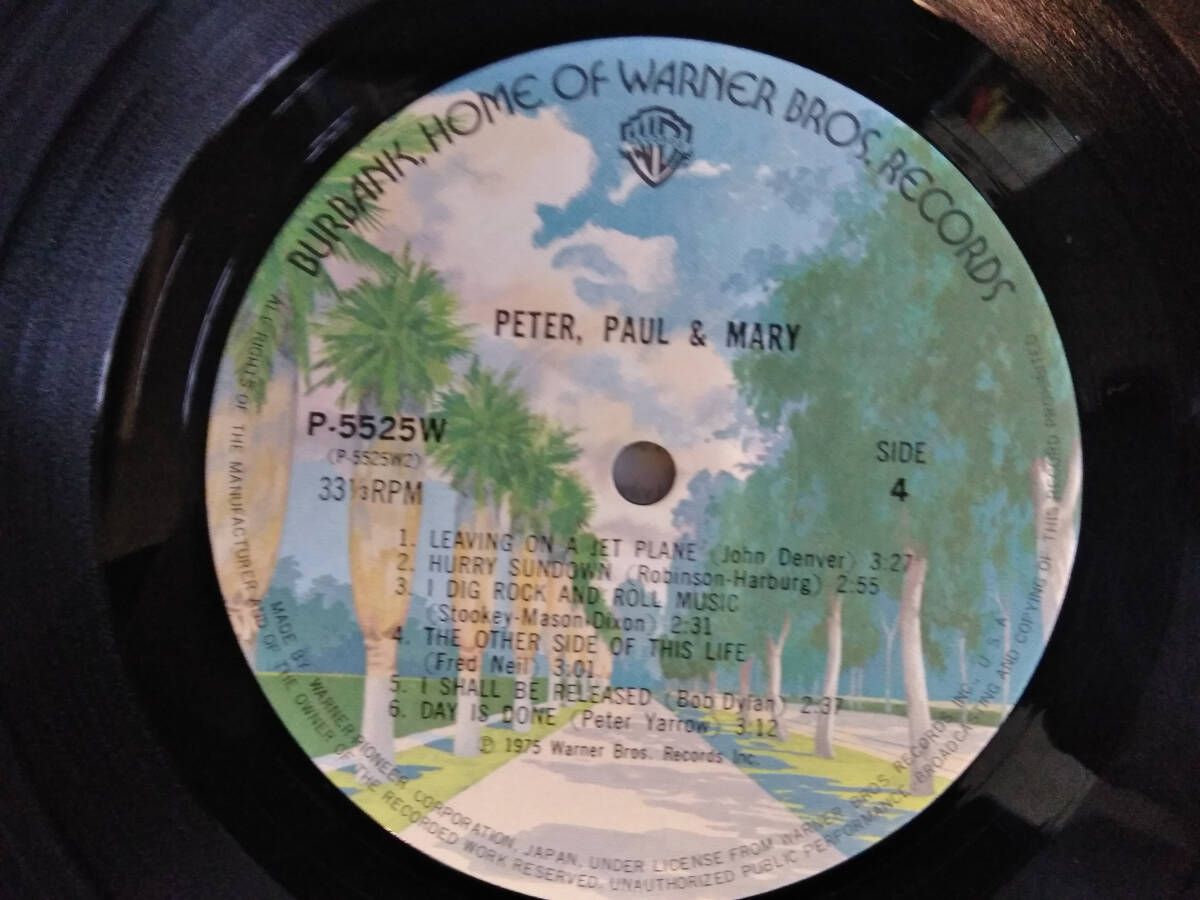 BURBANK, HOME OF WARNER BROS. RECORDS
WB
PETER, PAUL & MARY
P-5525W
(P-5525W2)
33⅓RPM
SIDE
4
1. LEAVING ON A JET PLANE (John Denver) 3:27
2. HURRY SUNDOWN (Robinson-Harburg) 2:55
3. I DIG ROCK AND ROLL MUSIC
(Stookey-Mason-Dixon) 2:31
4. THE OTHER SIDE OF THIS LIFE
(Fred Neil) 3:01
5. I SHALL BE RELEASED (Bob Dylan) 2:37
6. DAY IS DONE (Peter Yarrow) 3:12
℗ 1975 Warner Bros. Records Inc.
MADE BY WARNER-PIONEER CORPORATION, JAPAN, UNDER LICENSE FROM WARNER BROS RECORDS INC., U.S.A.
ALL RIGHTS OF THE MANUFACTURER AND OF THE OWNER OF THE RECORDED WORK RESERVED. UNAUTHORIZED PUBLIC PERFORMANCE BROADCASTING AND COPYING OF THIS RECORD PROHIBITED